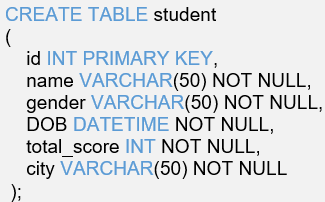 CREATE TABLE student
(
id INT PRIMARY KEY,
name VARCHAR(50) NOT NULL,
gender VARCHAR(50) NOT NULL,
DOB DATETIME NOT NULL,
total_score INT NOT NULL,
city VARCHAR(50) NOT NULL
);